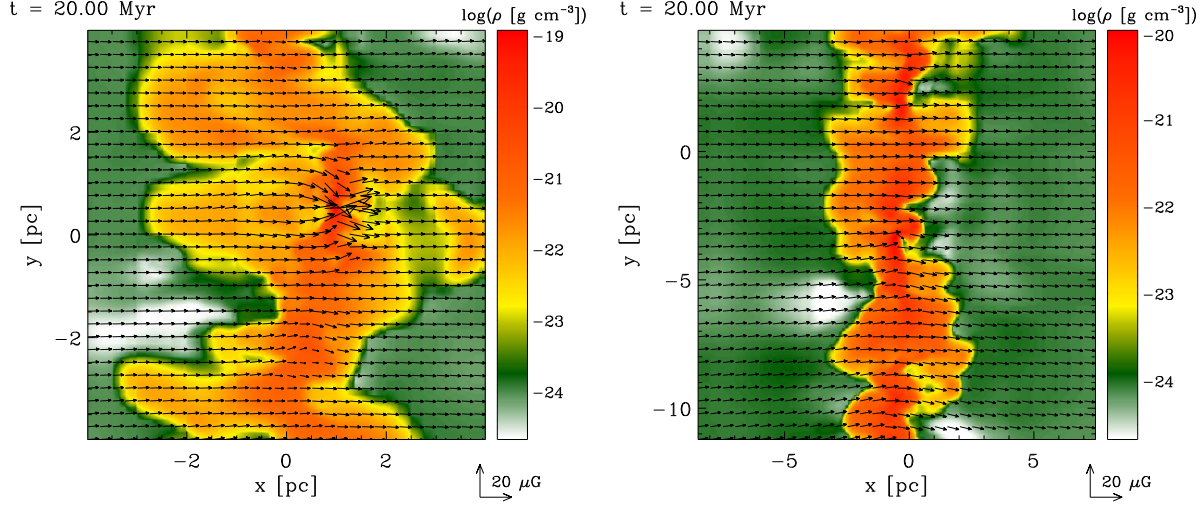 t = 20.00 Myr
log(ρ [g cm⁻³])
-19
-20
-21
-22
-23
-24
2
0
-2
y [pc]
-2 0 2
x [pc]
20 μG
t = 20.00 Myr
log(ρ [g cm⁻³])
-20
-21
-22
-23
-24
0
-5
-10
y [pc]
-5 0 5
x [pc]
20 μG